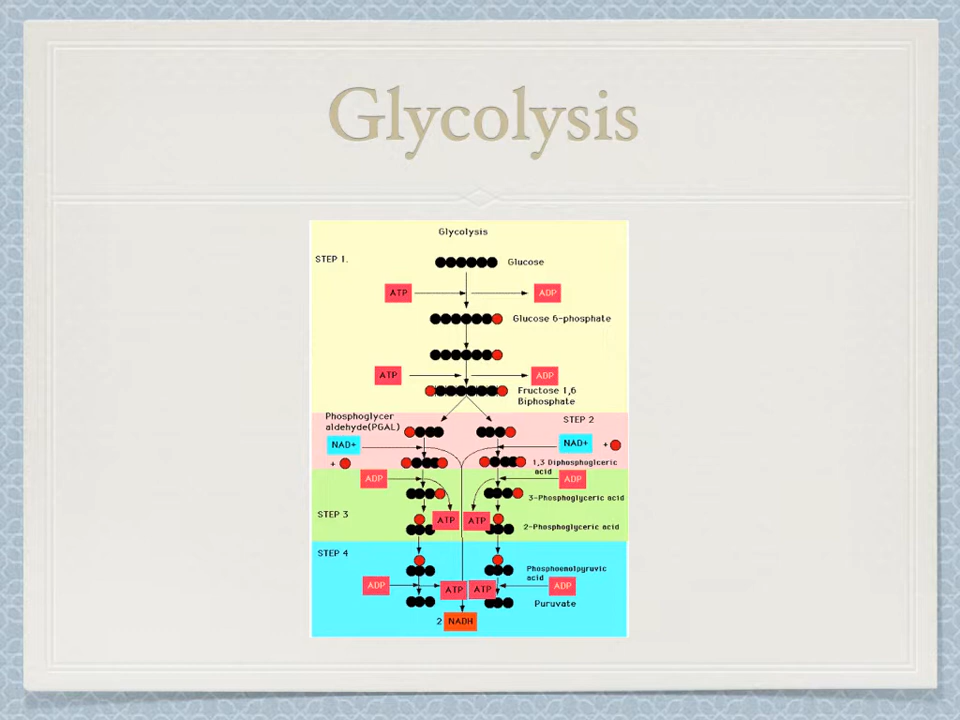 Glycolysis
Glycolysis
STEP 1.
Glucose
ATP
ADP
Glucose 6-phosphate
ATP
ADP
Fructose 1,6
Biphosphate
Phosphoglycer
aldehyde(PGAL)
STEP 2
NAD+
NAD+
+
+
1,3 Diphosphoglceric
acid
ADP
ADP
3-Phosphoglyceric acid
STEP 3
ATP
ATP
2-Phosphoglyceric acid
STEP 4
Phosphoenolpyruvic
acid
ADP
ATP
ATP
ADP
Puruvate
2 NADH